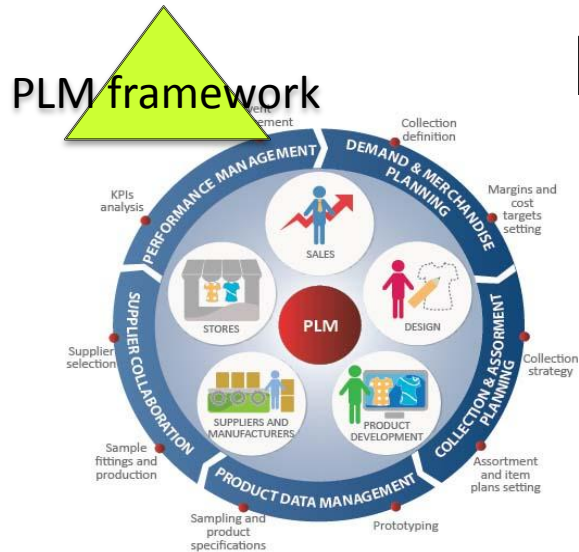 PLM framework
Collection
definition
DEMAND & MERCHANDISE
PLANNING
Margins and
cost
targets
setting
COLLECTION & ASSORMENT
PLANNING
Collection
strategy
Assortment
and item
plans setting
PRODUCT DATA MANAGEMENT
Prototyping
Sampling and
product
specifications
SUPPLIER COLLABORATION
Sample
fittings and
production
Supplier
selection
PERFORMANCE MANAGEMENT
KPIs
analysis
SALES
DESIGN
PRODUCT
DEVELOPMENT
SUPPLIERS AND
MANUFACTURERS
STORES
PLM